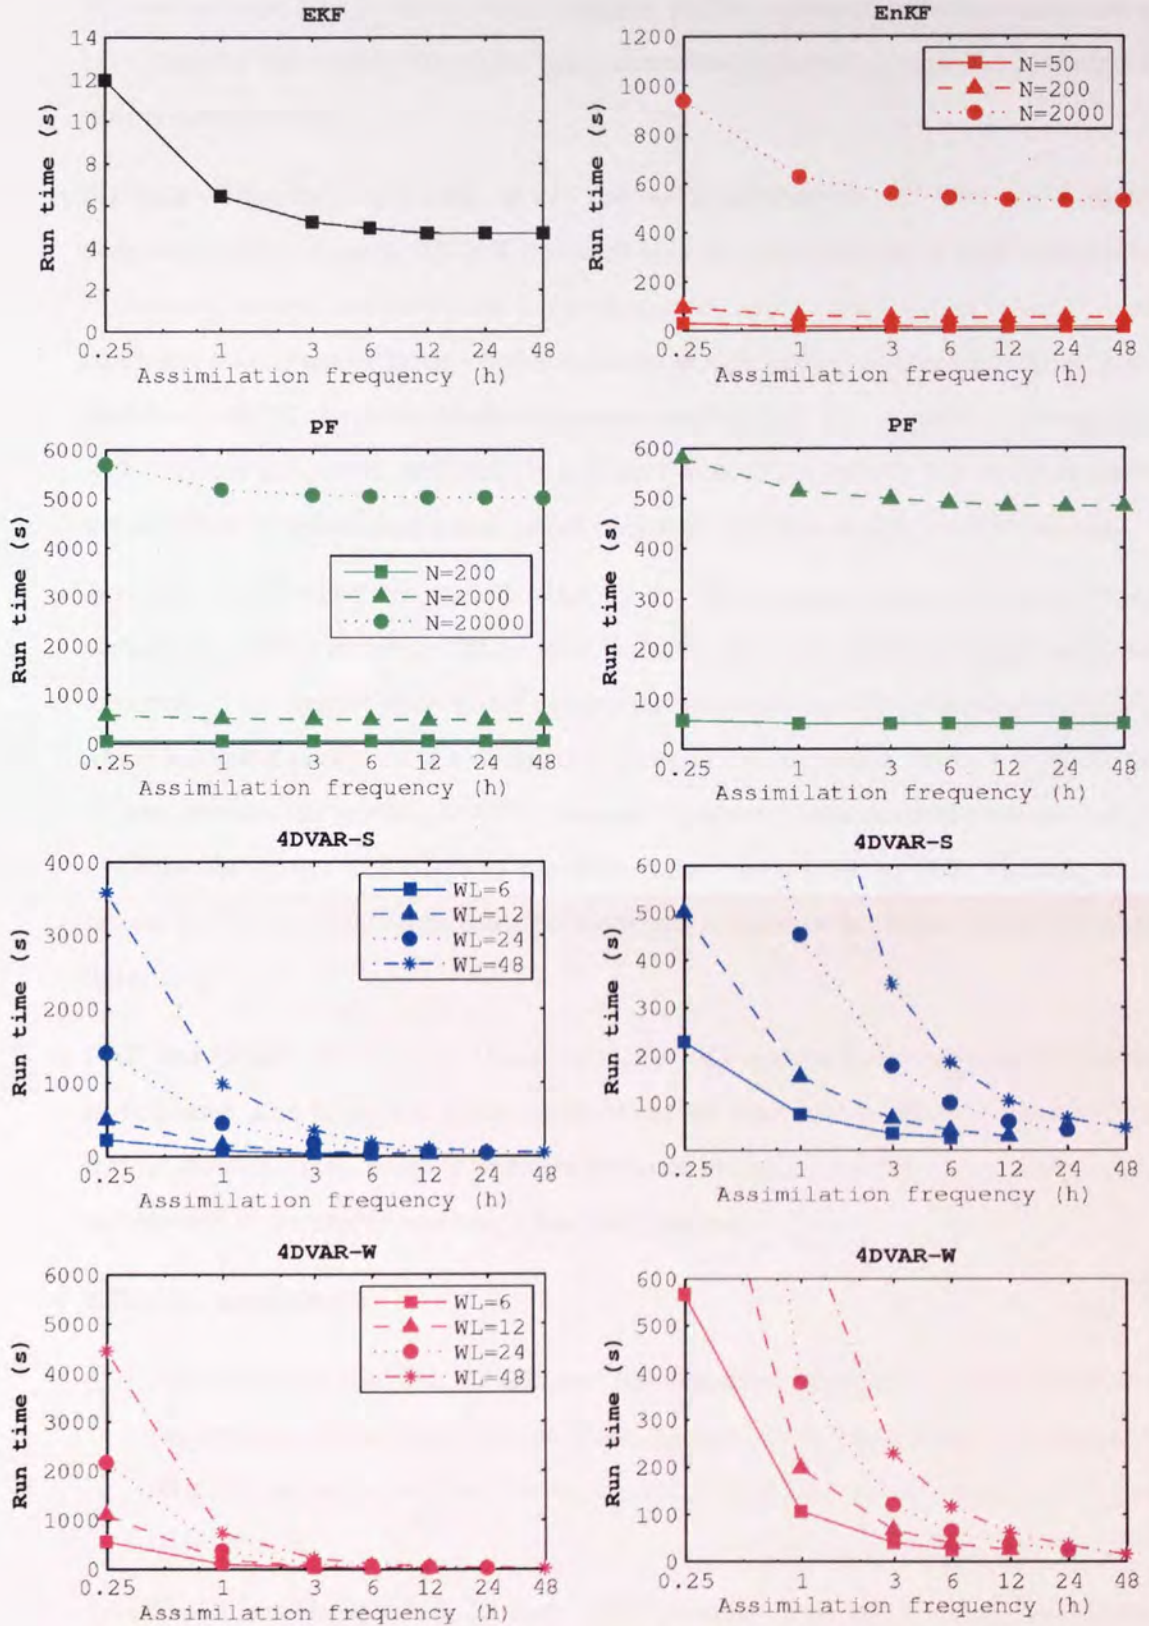 EKF
14
12
10
8
6
4
2
0
Run time (s)
0.25 1 3 6 12 24 48
Assimilation frequency (h)
EnKF
1200
1000
800
600
400
200
0
Run time (s)
N=50
N=200
N=2000
0.25 1 3 6 12 24 48
Assimilation frequency (h)
PF
6000
5000
4000
3000
2000
1000
0
Run time (s)
N=200
N=2000
N=20000
0.25 1 3 6 12 24 48
Assimilation frequency (h)
PF
600
500
400
300
200
100
0
Run time (s)
0.25 1 3 6 12 24 48
Assimilation frequency (h)
4DVAR-S
4000
3000
2000
1000
0
Run time (s)
WL=6
WL=12
WL=24
WL=48
0.25 1 3 6 12 24 48
Assimilation frequency (h)
4DVAR-S
600
500
400
300
200
100
0
Run time (s)
0.25 1 3 6 12 24 48
Assimilation frequency (h)
4DVAR-W
6000
5000
4000
3000
2000
1000
0
Run time (s)
WL=6
WL=12
WL=24
WL=48
0.25 1 3 6 12 24 48
Assimilation frequency (h)
4DVAR-W
600
500
400
300
200
100
0
Run time (s)
0.25 1 3 6 12 24 48
Assimilation frequency (h)